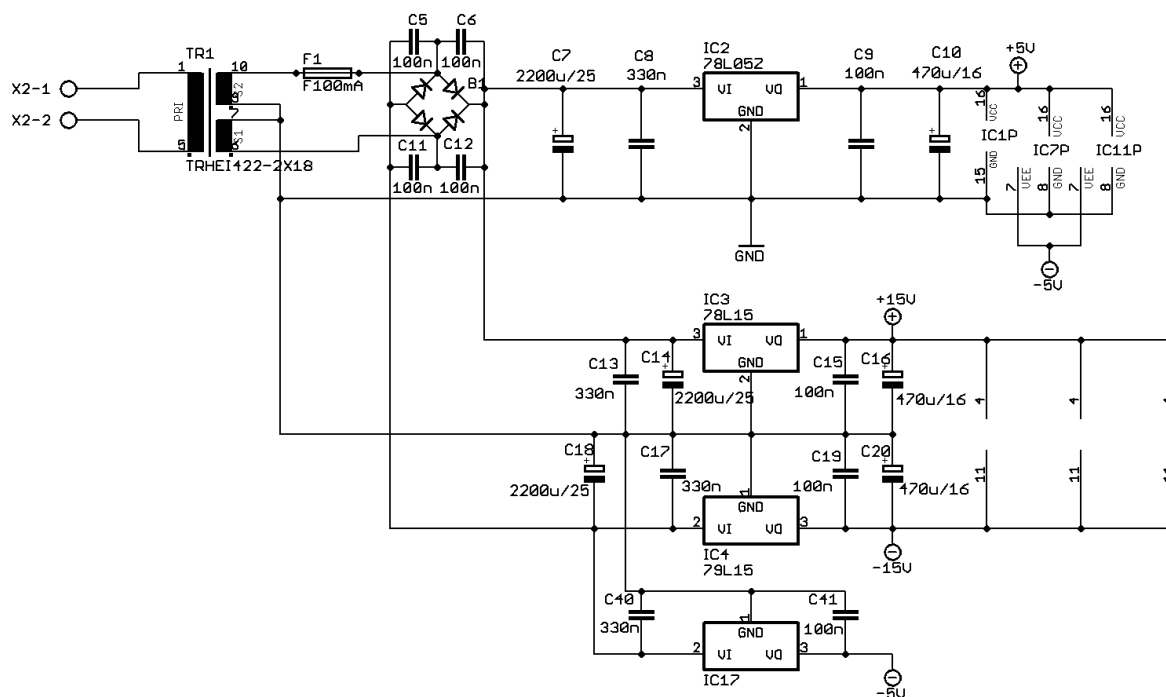 C5 C6
100n 100n
TR1
1 10
F1
F100mA
X2-1
X2-2
PRI
S2
9
7
S1
5 6
TRHEI422-2X18
B1
C11 C12
100n 100n
C7
2200u/25
+
C8
330n
IC2
78L05Z
3 VI VO 1
GND
2
C9
100n
C10
470u/16
+
+5V
16 VCC
IC1P
GND 15
16 VCC
IC7P
7 VEE
8 GND
16 VCC
IC11P
7 VEE
8 GND
GND
-5V
IC3
78L15
3 VI VO 1
GND
2
+15V
C13
330n
C14
+
2200u/25
C15
100n
C16
+
470u/16
4 4
C18
+
2200u/25
C17
330n
C19
100n
C20
+
470u/16
11 11
1
GND
2 VI VO 3
IC4
79L15
-15V
C40
330n
C41
100n
1
GND
2 VI VO 3
IC17
-5V